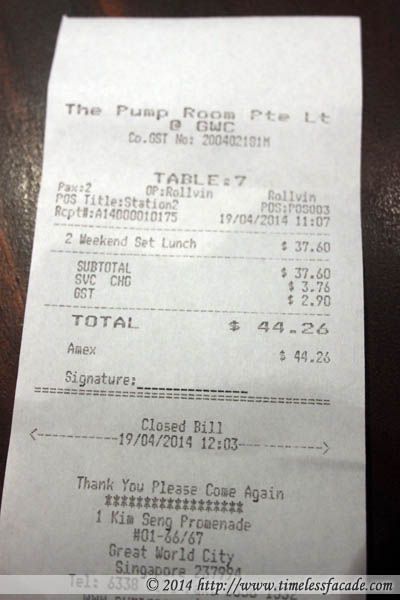 The Pump Room Pte Lt
@ GWC
Co.GST No: 200402181M
TABLE:7
Pax:2 OP:Rollvin Rollvin
POS Title:Station2 POS:POS003
Rcpt#:A14000010175 19/04/2014 11:07
2 Weekend Set Lunch $ 37.60
SUBTOTAL $ 37.60
SVC CHG $ 3.76
GST $ 2.90
TOTAL $ 44.26
Amex $ 44.26
Signature:
Closed Bill
19/04/2014 12:03
Thank You Please Come Again
******************
1 Kim Seng Promenade
#01-66/67
Great World City
Singapore 237994
Tel: 6338
© 2014 http://www.timelessfacade.com